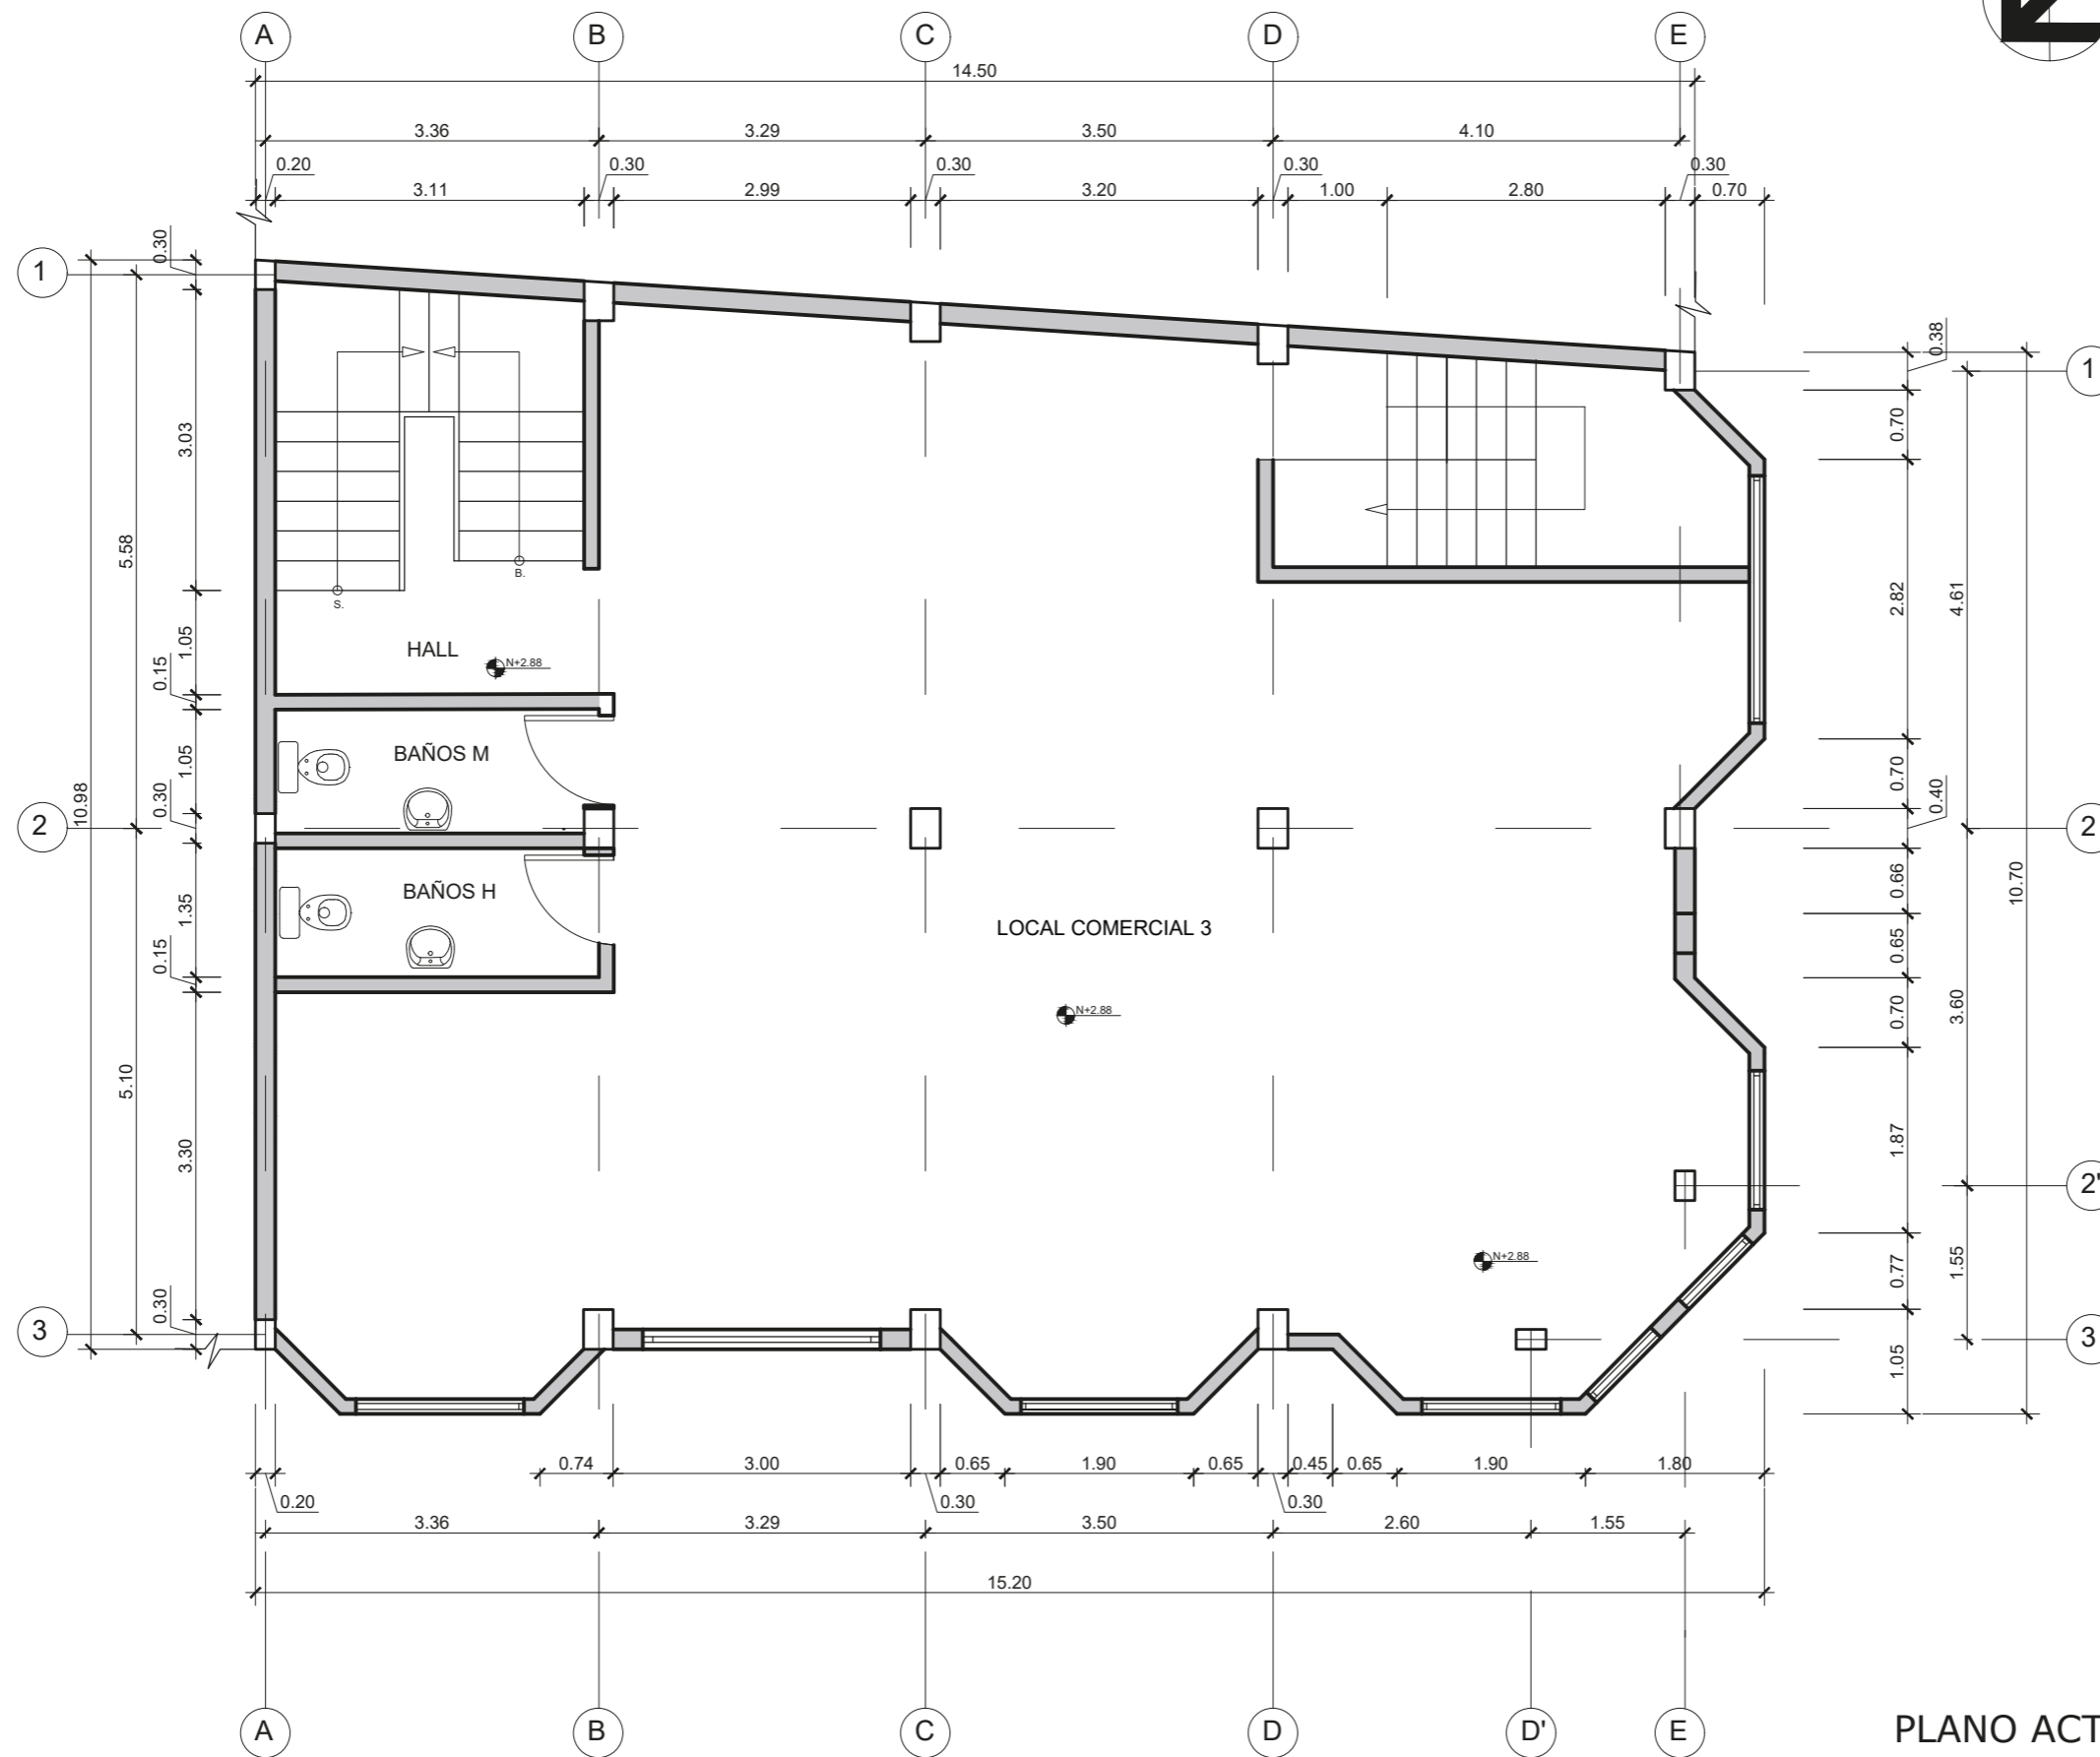 A B C D E
14.50
3.36 3.29 3.50 4.10
0.20 0.30 0.30 0.30 0.30
3.11 2.99 3.20 1.00 2.80 0.70
1
0.30
3.03
5.58
1.05
0.15
1.05
10.98
0.30
2
1.35
0.15
5.10
3.30
0.30
3
S.
B.
HALL
N+2.88
BAÑOS M
BAÑOS H
LOCAL COMERCIAL 3
N+2.88
N+2.88
0.38
1
0.70
2.82
4.61
0.70
0.40
2
0.66
10.70
0.65
0.70
3.60
1.87
2'
0.77
1.55
3
1.05
0.74 3.00 0.65 1.90 0.65 0.45 0.65 1.90 1.80
0.20 0.30 0.30
3.36 3.29 3.50 2.60 1.55
15.20
A B C D D' E
PLANO ACT